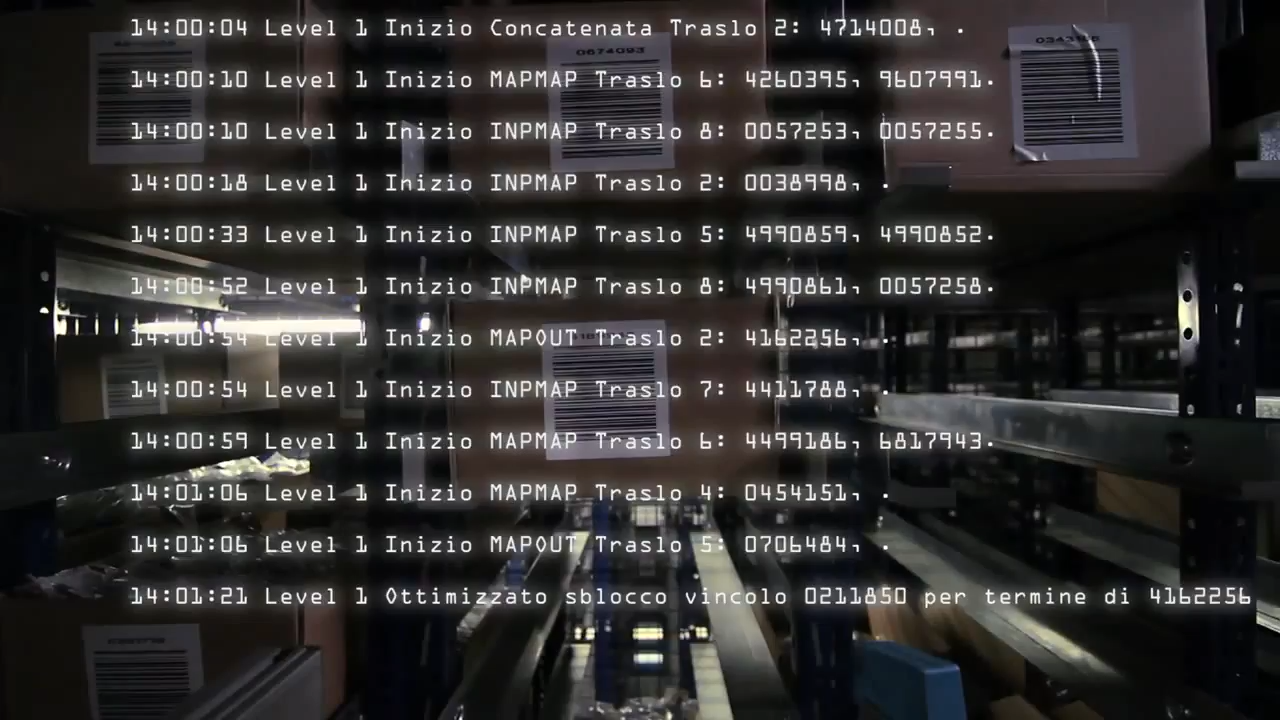 14:00:04 Level 1 Inizio Concatenata Traslo 2: 4714008, .
14:00:10 Level 1 Inizio MAPMAP Traslo 6: 4260395, 9607991.
14:00:10 Level 1 Inizio INPMAP Traslo 8: 0057253, 0057255.
14:00:18 Level 1 Inizio INPMAP Traslo 2: 0038998, .
14:00:33 Level 1 Inizio INPMAP Traslo 5: 4990859, 4990852.
14:00:52 Level 1 Inizio INPMAP Traslo 8: 4990861, 0057258.
14:00:54 Level 1 Inizio MAPOUT Traslo 2: 4162256, .
14:00:54 Level 1 Inizio INPMAP Traslo 7: 4411788, .
14:00:59 Level 1 Inizio MAPMAP Traslo 6: 4499186, 6817943.
14:01:06 Level 1 Inizio MAPMAP Traslo 4: 0454151, .
14:01:06 Level 1 Inizio MAPOUT Traslo 5: 0706484, .
14:01:21 Level 1 Ottimizzato sblocco vincolo 0211850 per termine di 4162256
0674093